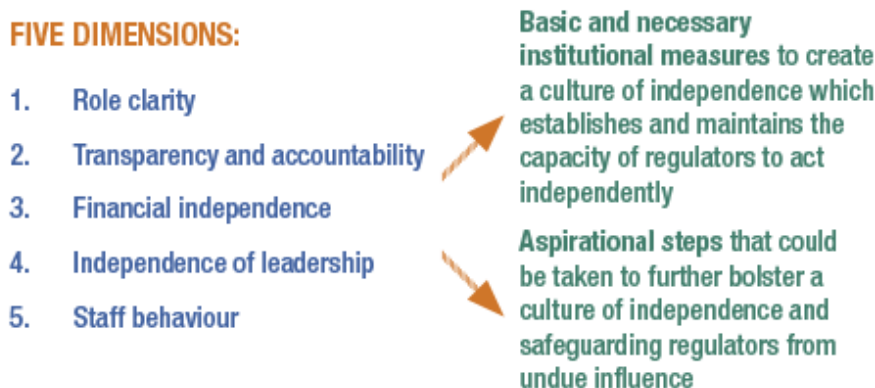 FIVE DIMENSIONS:
1. Role clarity
2. Transparency and accountability
3. Financial independence
4. Independence of leadership
5. Staff behaviour
Basic and necessary
institutional measures to create
a culture of independence which
establishes and maintains the
capacity of regulators to act
independently
Aspirational steps that could
be taken to further bolster a
culture of independence and
safeguarding regulators from
undue influence